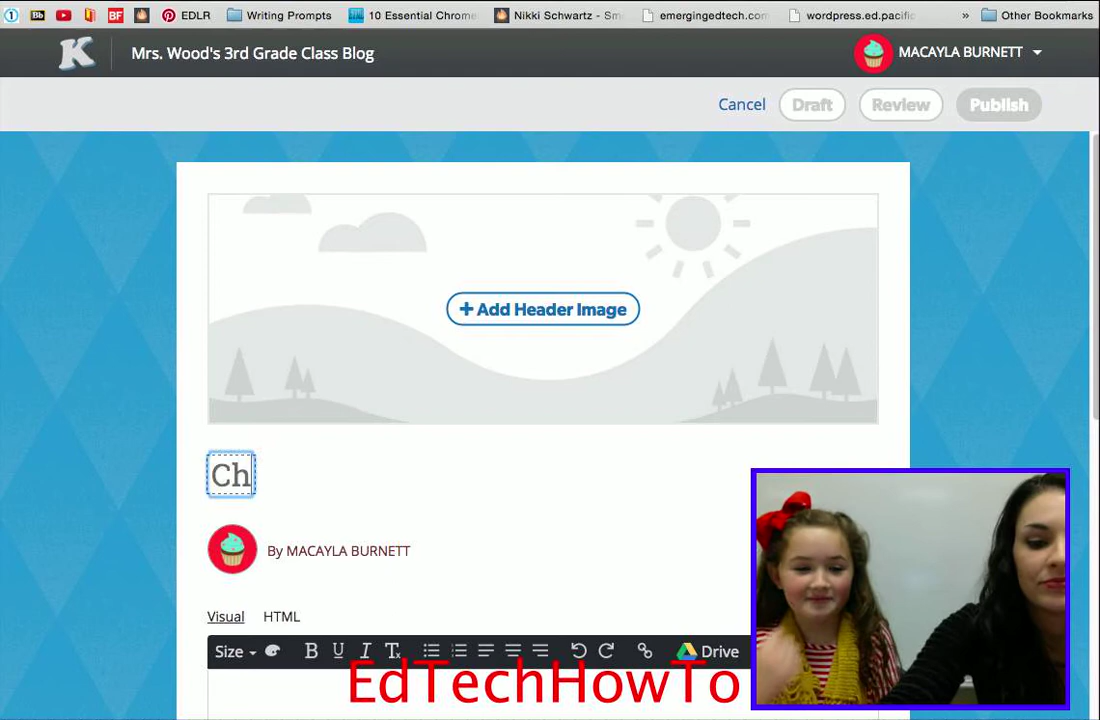 Bb EDLR Writing Prompts 10 Essential Chrome Nikki Schwartz - Sm emergingedtech.com wordpress.ed.pacific » Other Bookmarks
K Mrs. Wood's 3rd Grade Class Blog MACAYLA BURNETT
Cancel Draft Review Publish
+ Add Header Image
Ch
By MACAYLA BURNETT
Visual HTML
Size B U I Tx Drive
EdTechHowTo